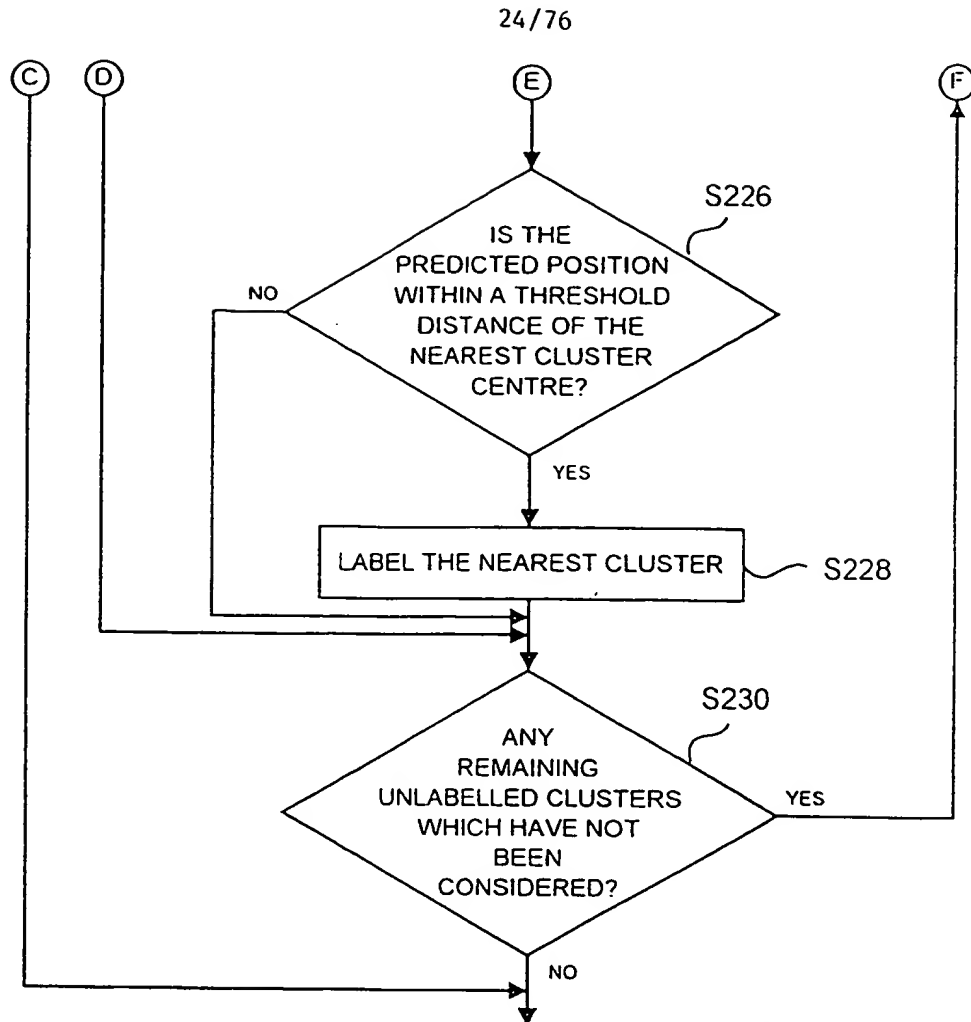 24/76
C D E F
S226
IS THE
PREDICTED POSITION
WITHIN A THRESHOLD
DISTANCE OF THE
NEAREST CLUSTER
CENTRE?
NO
YES
LABEL THE NEAREST CLUSTER
S228
S230
ANY
REMAINING
UNLABELLED CLUSTERS
WHICH HAVE NOT
BEEN
CONSIDERED?
YES
NO